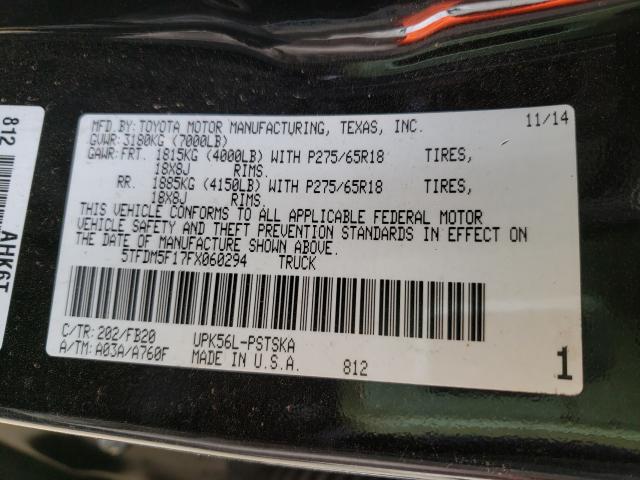 MFD.BY:TOYOTA MOTOR MANUFACTURING, TEXAS, INC. 11/14
GVWR:3180KG (7000LB)
GAWR:FRT. 1815KG (4000LB) WITH P275/65R18 TIRES,
18X8J RIMS.
RR. 1885KG (4150LB) WITH P275/65R18 TIRES,
18X8J RIMS.
THIS VEHICLE CONFORMS TO ALL APPLICABLE FEDERAL MOTOR
VEHICLE SAFETY AND THEFT PREVENTION STANDARDS IN EFFECT ON
THE DATE OF MANUFACTURE SHOWN ABOVE.
5TFDM5F17FX060294 TRUCK
C/TR:202/FB20 UPK56L-PSTSKA
A/TM:A03A/A760F MADE IN U.S.A. 812 1
812
AHK6T